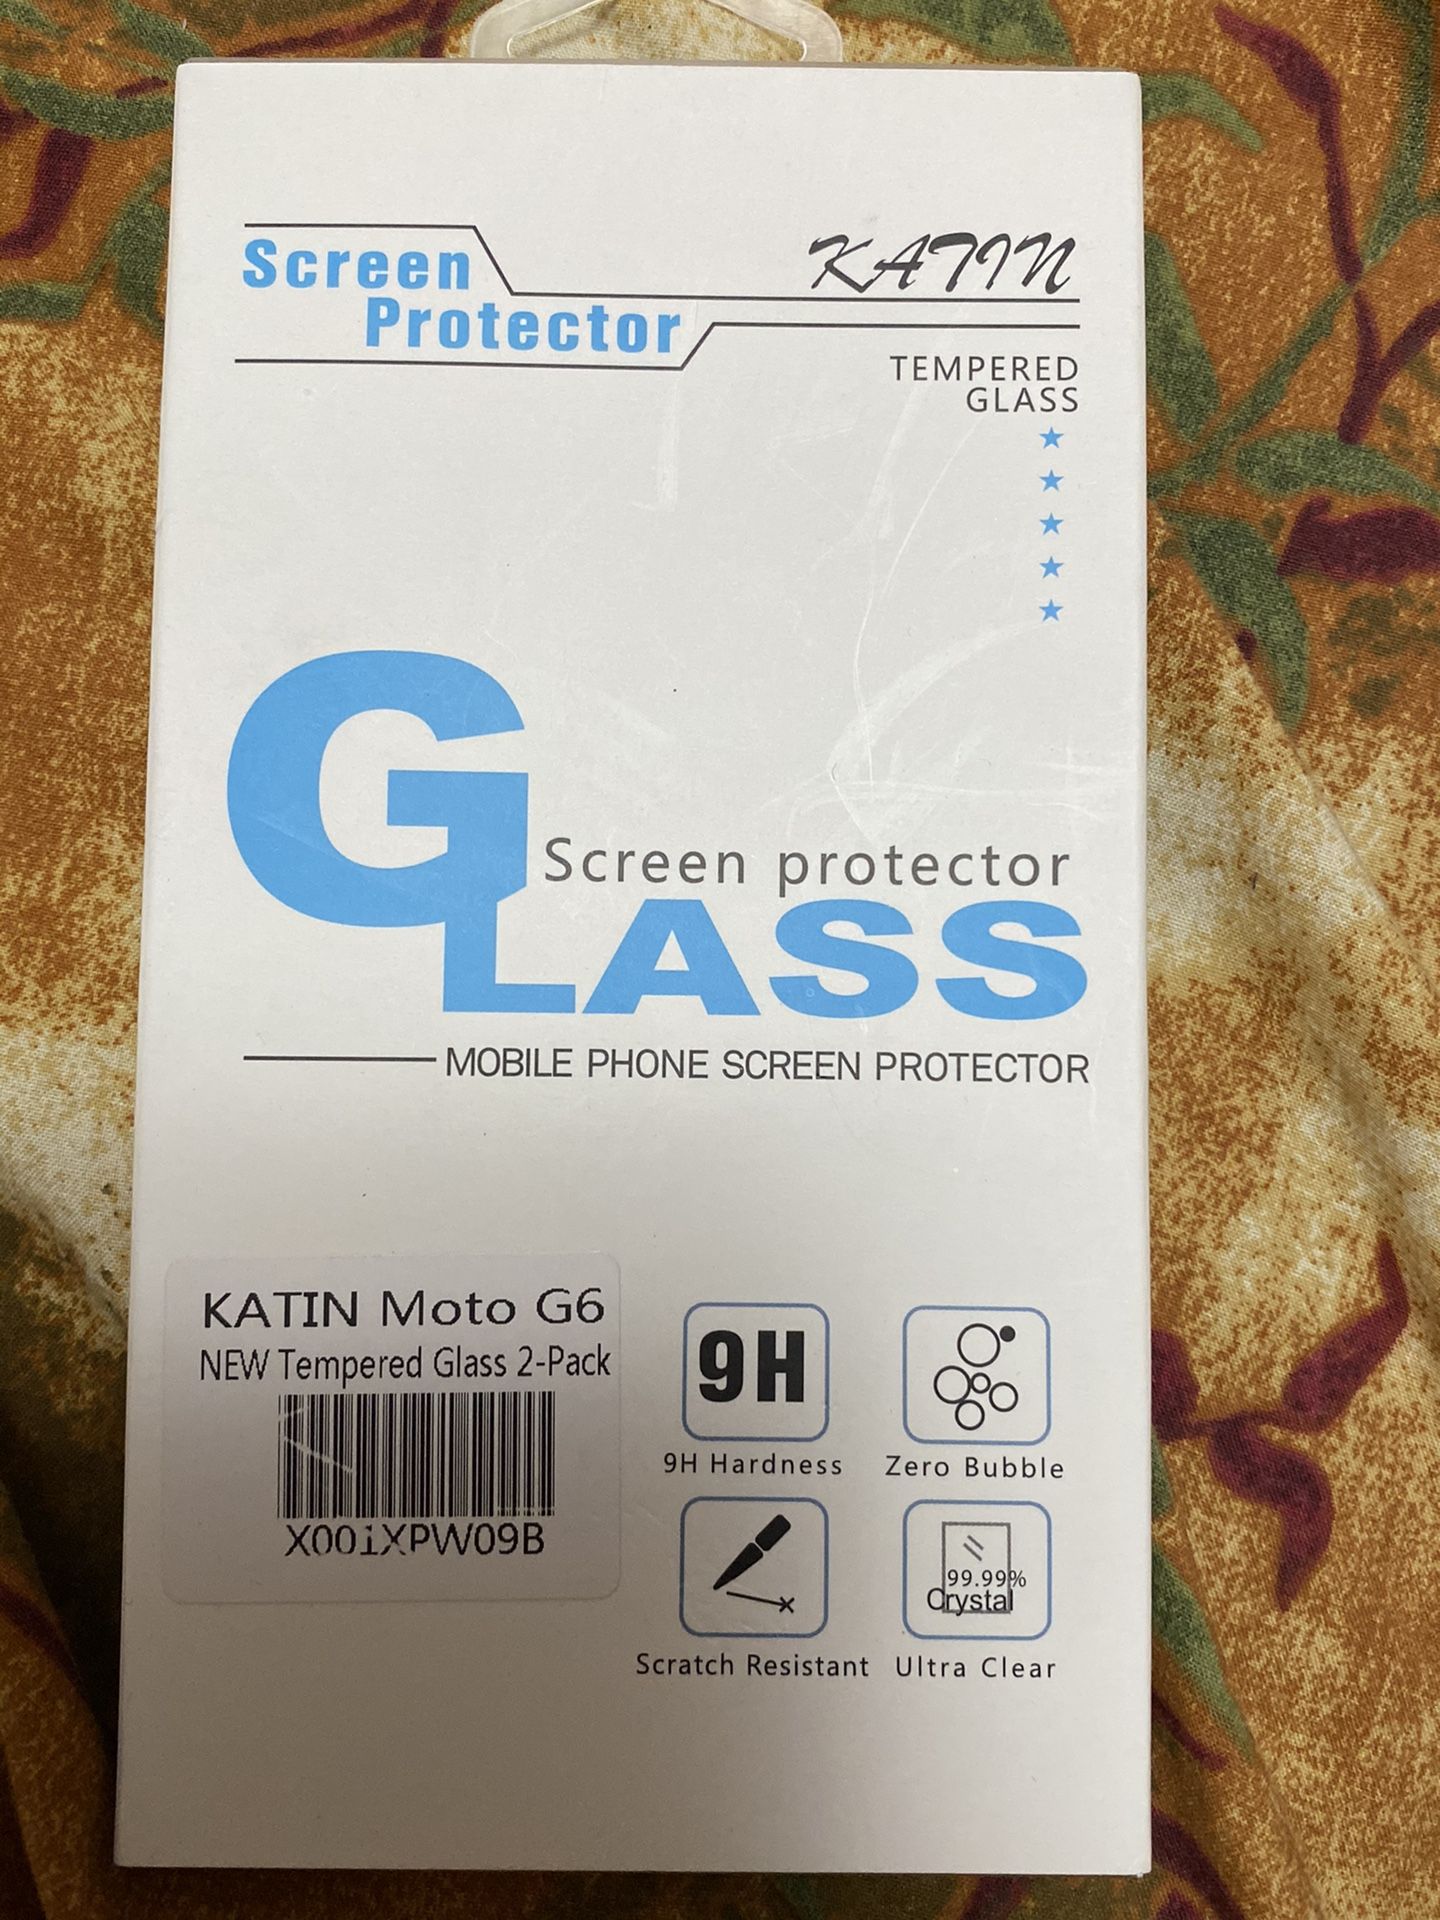 Screen
Protector
KATIN
TEMPERED
GLASS
GLASS
Screen protector
MOBILE PHONE SCREEN PROTECTOR
KATIN Moto G6
NEW Tempered Glass 2-Pack
X001XPW09B
9H
9H Hardness
Zero Bubble
99.99%
Crystal
Scratch Resistant
Ultra Clear